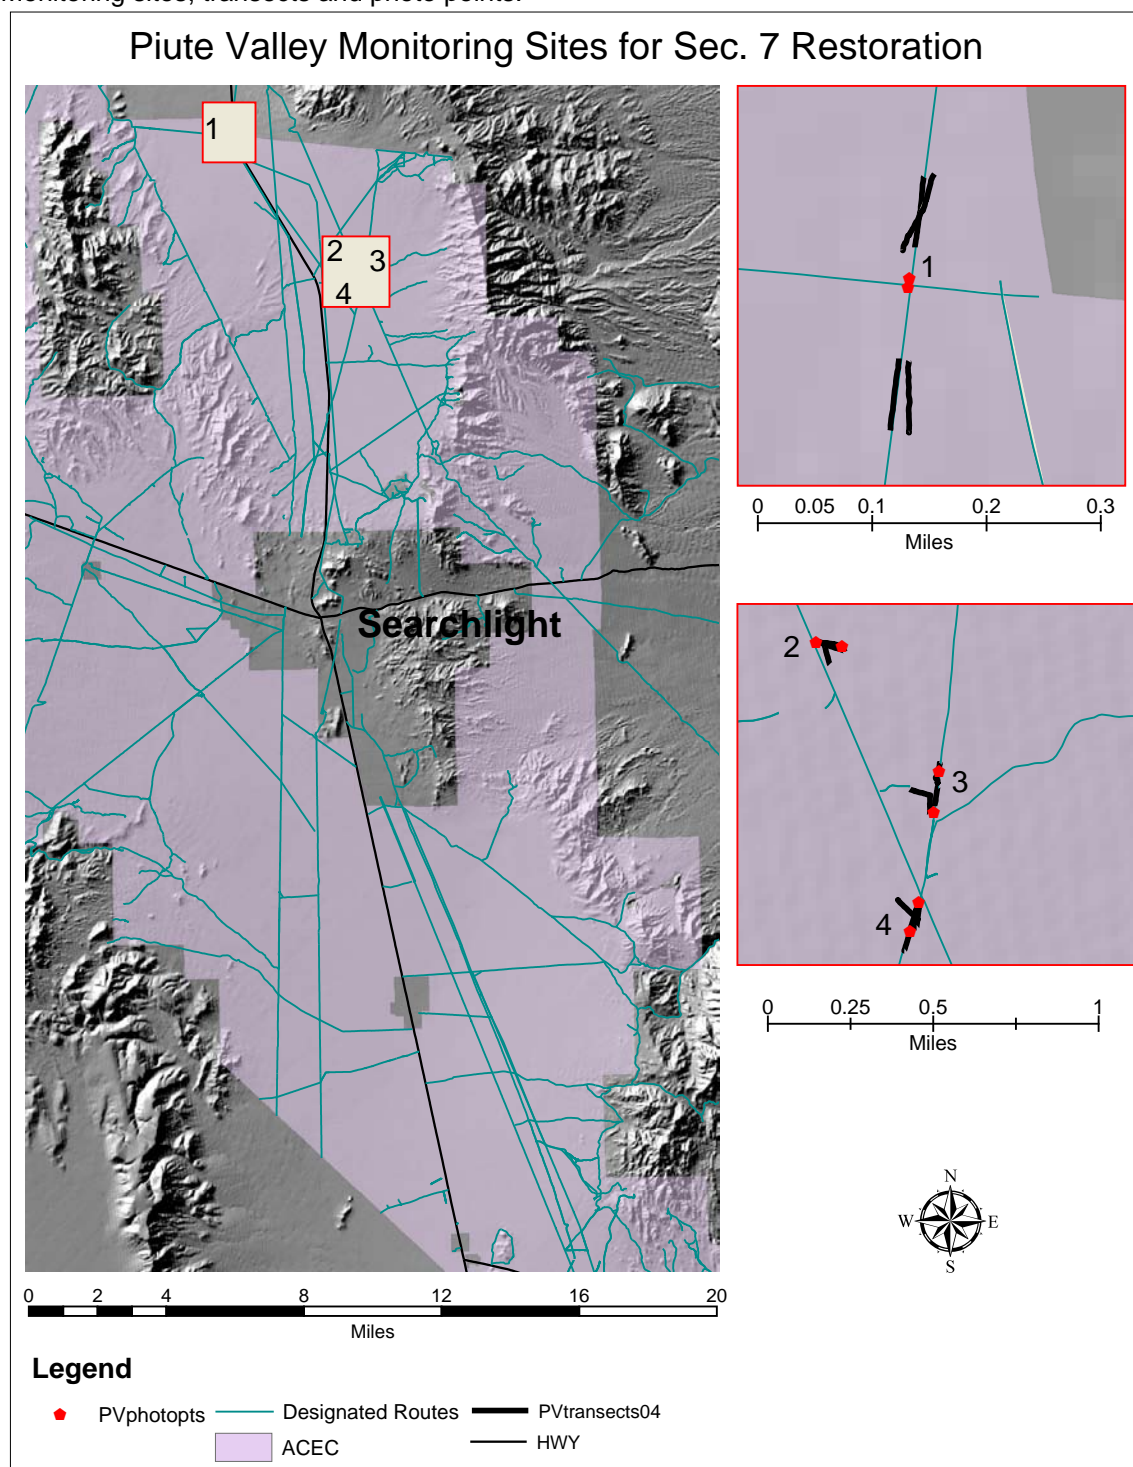 monitoring sites, transects and photo points.
Piute Valley Monitoring Sites for Sec. 7 Restoration
1
2
3
4
Searchlight
0 2 4 8 12 16 20
Miles
1
0 0.05 0.1 0.2 0.3
Miles
2
3
4
0 0.25 0.5 1
Miles
N
W E
S
Legend
PVphotopts Designated Routes PVtransects04
ACEC HWY